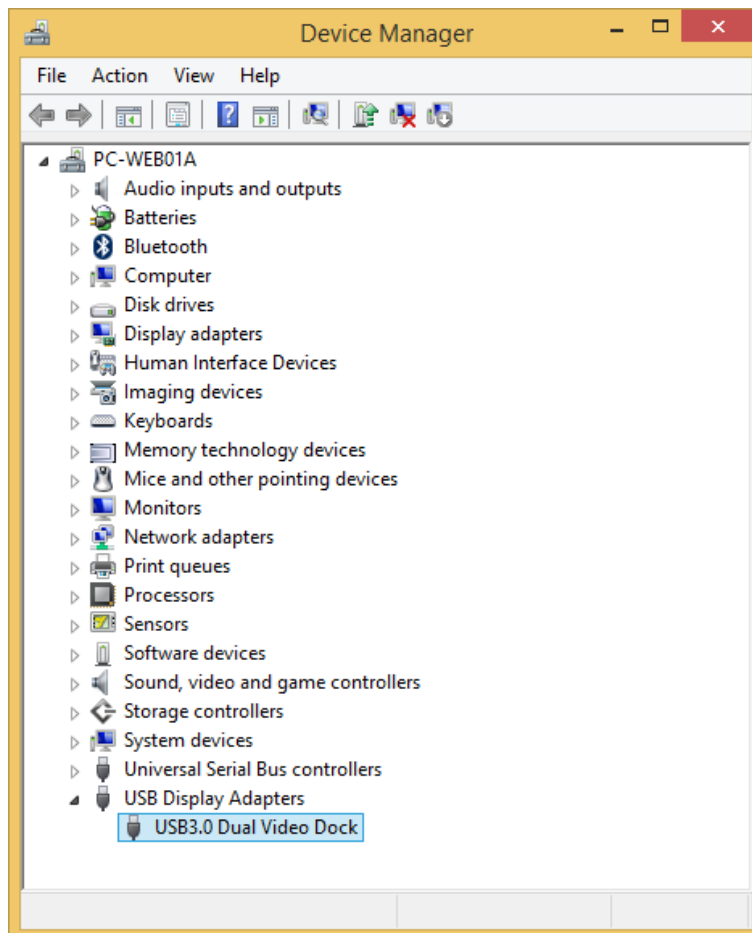 Device Manager
File Action View Help
PC-WEB01A
Audio inputs and outputs
Batteries
Bluetooth
Computer
Disk drives
Display adapters
Human Interface Devices
Imaging devices
Keyboards
Memory technology devices
Mice and other pointing devices
Monitors
Network adapters
Print queues
Processors
Sensors
Software devices
Sound, video and game controllers
Storage controllers
System devices
Universal Serial Bus controllers
USB Display Adapters
USB3.0 Dual Video Dock